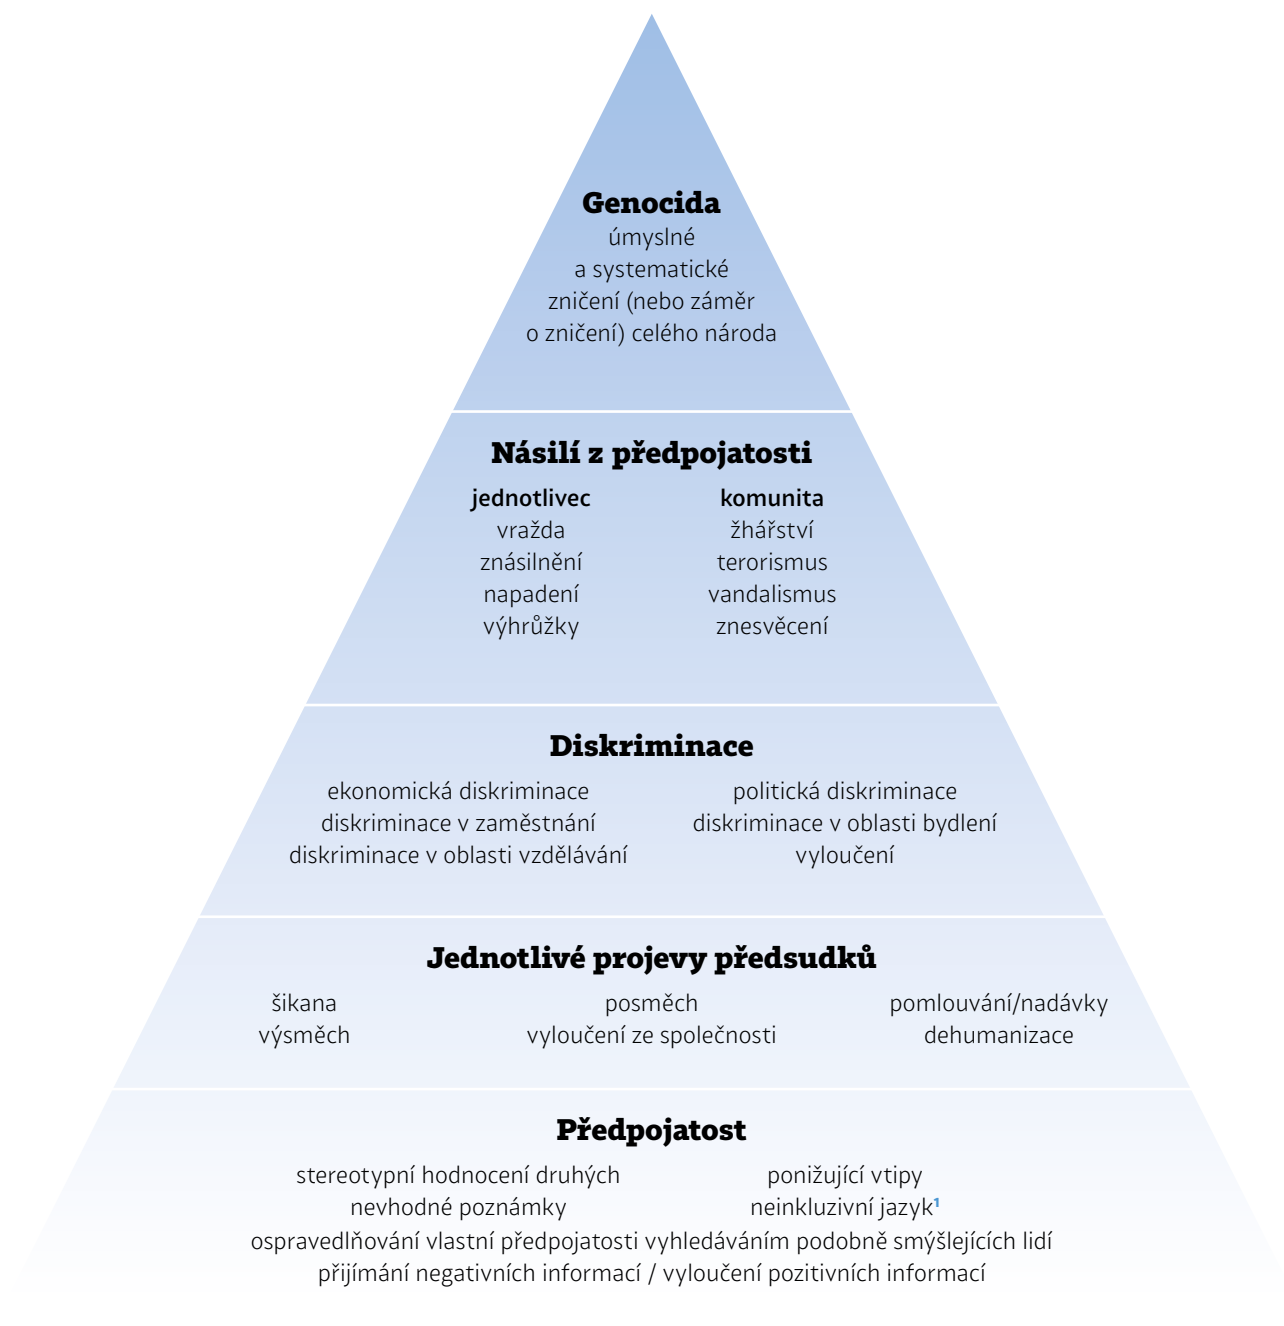 Genocida
úmyslné
a systematické
zničení (nebo záměr
o zničení) celého národa
Násilí z předpojatosti
jednotlivec komunita
vražda žhářství
znásilnění terorismus
napadení vandalismus
výhrůžky znesvěcení
Diskriminace
ekonomická diskriminace politická diskriminace
diskriminace v zaměstnání diskriminace v oblasti bydlení
diskriminace v oblasti vzdělávání vyloučení
Jednotlivé projevy předsudků
šikana posměch pomlouvání/nadávky
výsměch vyloučení ze společnosti dehumanizace
Předpojatost
stereotypní hodnocení druhých ponižující vtipy
nevhodné poznámky neinkluzivní jazyk¹
ospravedlňování vlastní předpojatosti vyhledáváním podobně smýšlejících lidí
přijímání negativních informací / vyloučení pozitivních informací